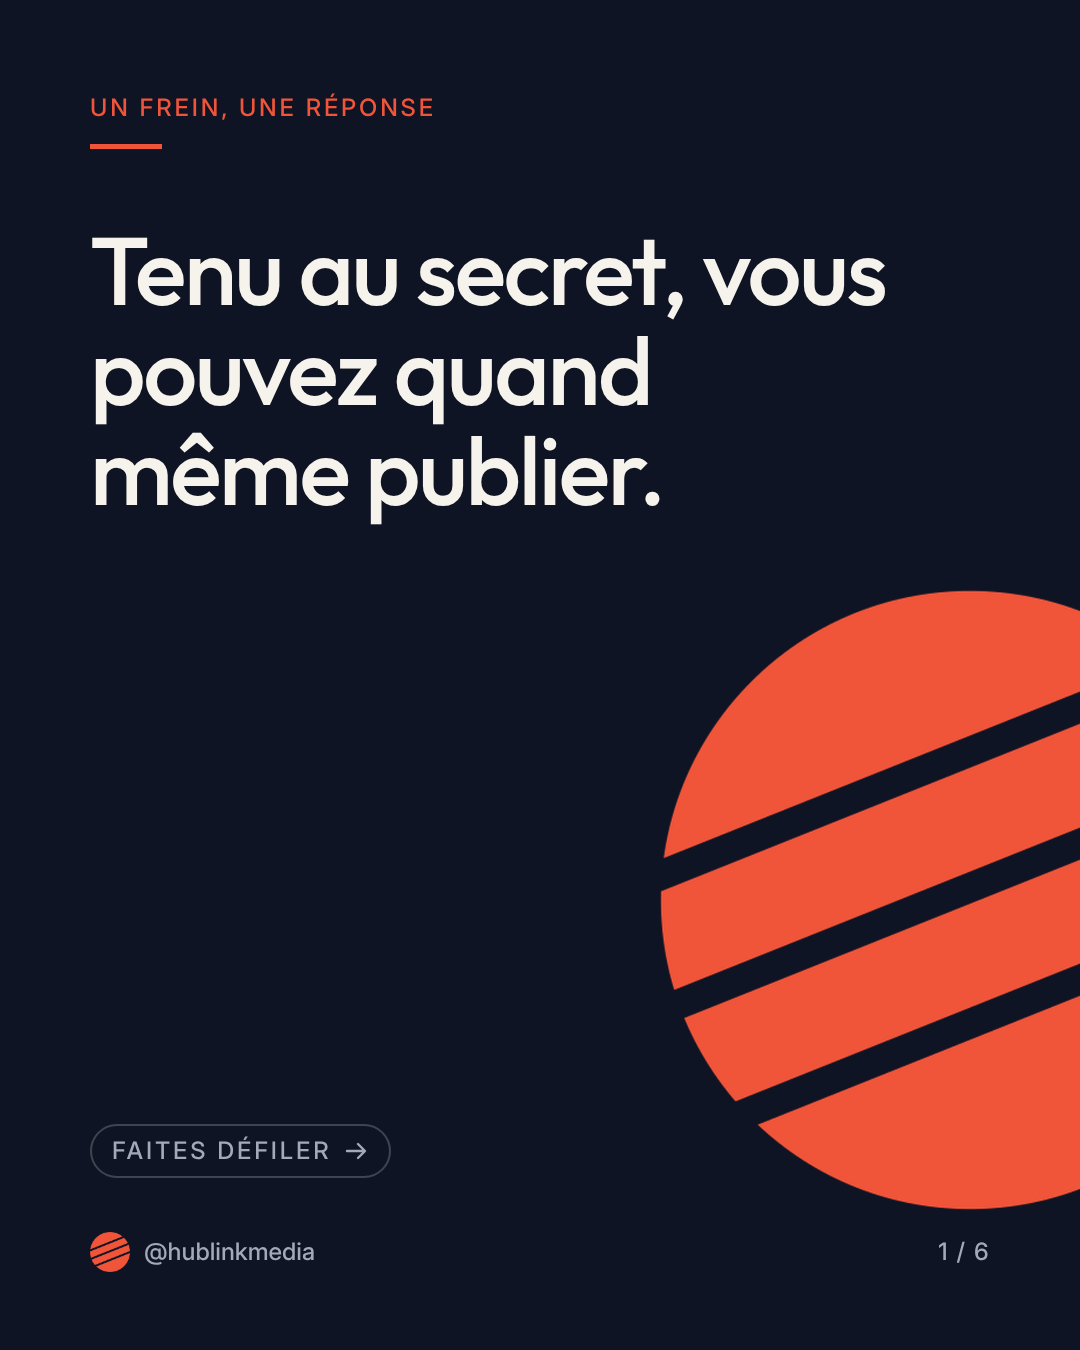 UN FREIN, UNE RÉPONSE
Tenu au secret, vous
pouvez quand
même publier.
FAITES DÉFILER →
@hublinkmedia
1 / 6